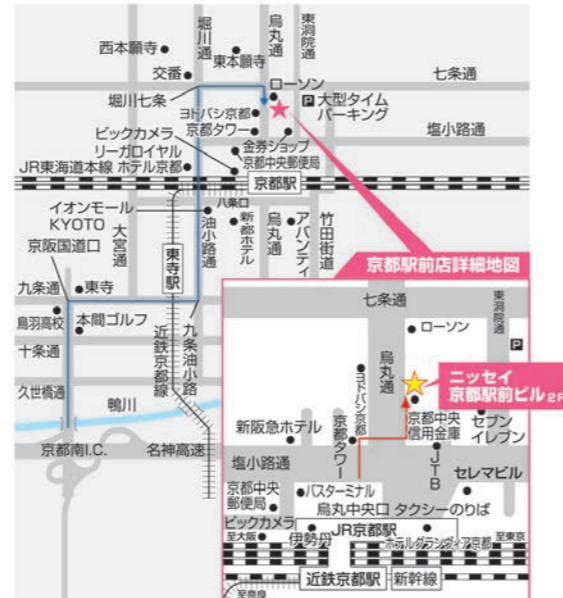 堀川通
烏丸通
東洞院通
西本願寺
東本願寺
交番
七条通
堀川七条
ローソン
P 大型タイム
パーキング
ヨドバシ京都
京都タワー
塩小路通
金券ショップ
京都中央郵便局
ビックカメラ
リーガロイヤル
ホテル京都
JR東海道本線
京都駅
八条口
イオンモール
KYOTO
京阪国道口
大宮通
油小路通
新・都ホテル
烏丸通
アバンティ
竹田街道
東寺駅
九条通
東寺
鳥羽高校
本間ゴルフ
十条通
近鉄京都線
九条油小路
久世橋通
鴨川
京都南I.C.
名神高速
京都駅前店詳細地図
七条通
東洞院通
ローソン
P
烏丸通
ヨドバシ京都
ニッセイ
京都駅前ビル2F
京都中央
信用金庫
セブン
イレブン
新阪急ホテル
京都タワー
JTB
塩小路通
セレマビル
京都中央
郵便局
バスターミナル
烏丸中央口 タクシーのりば
ビックカメラ
至大阪
伊勢丹
JR京都駅
ホテルグランヴィア京都
至東京
近鉄京都駅
新幹線
至奈良